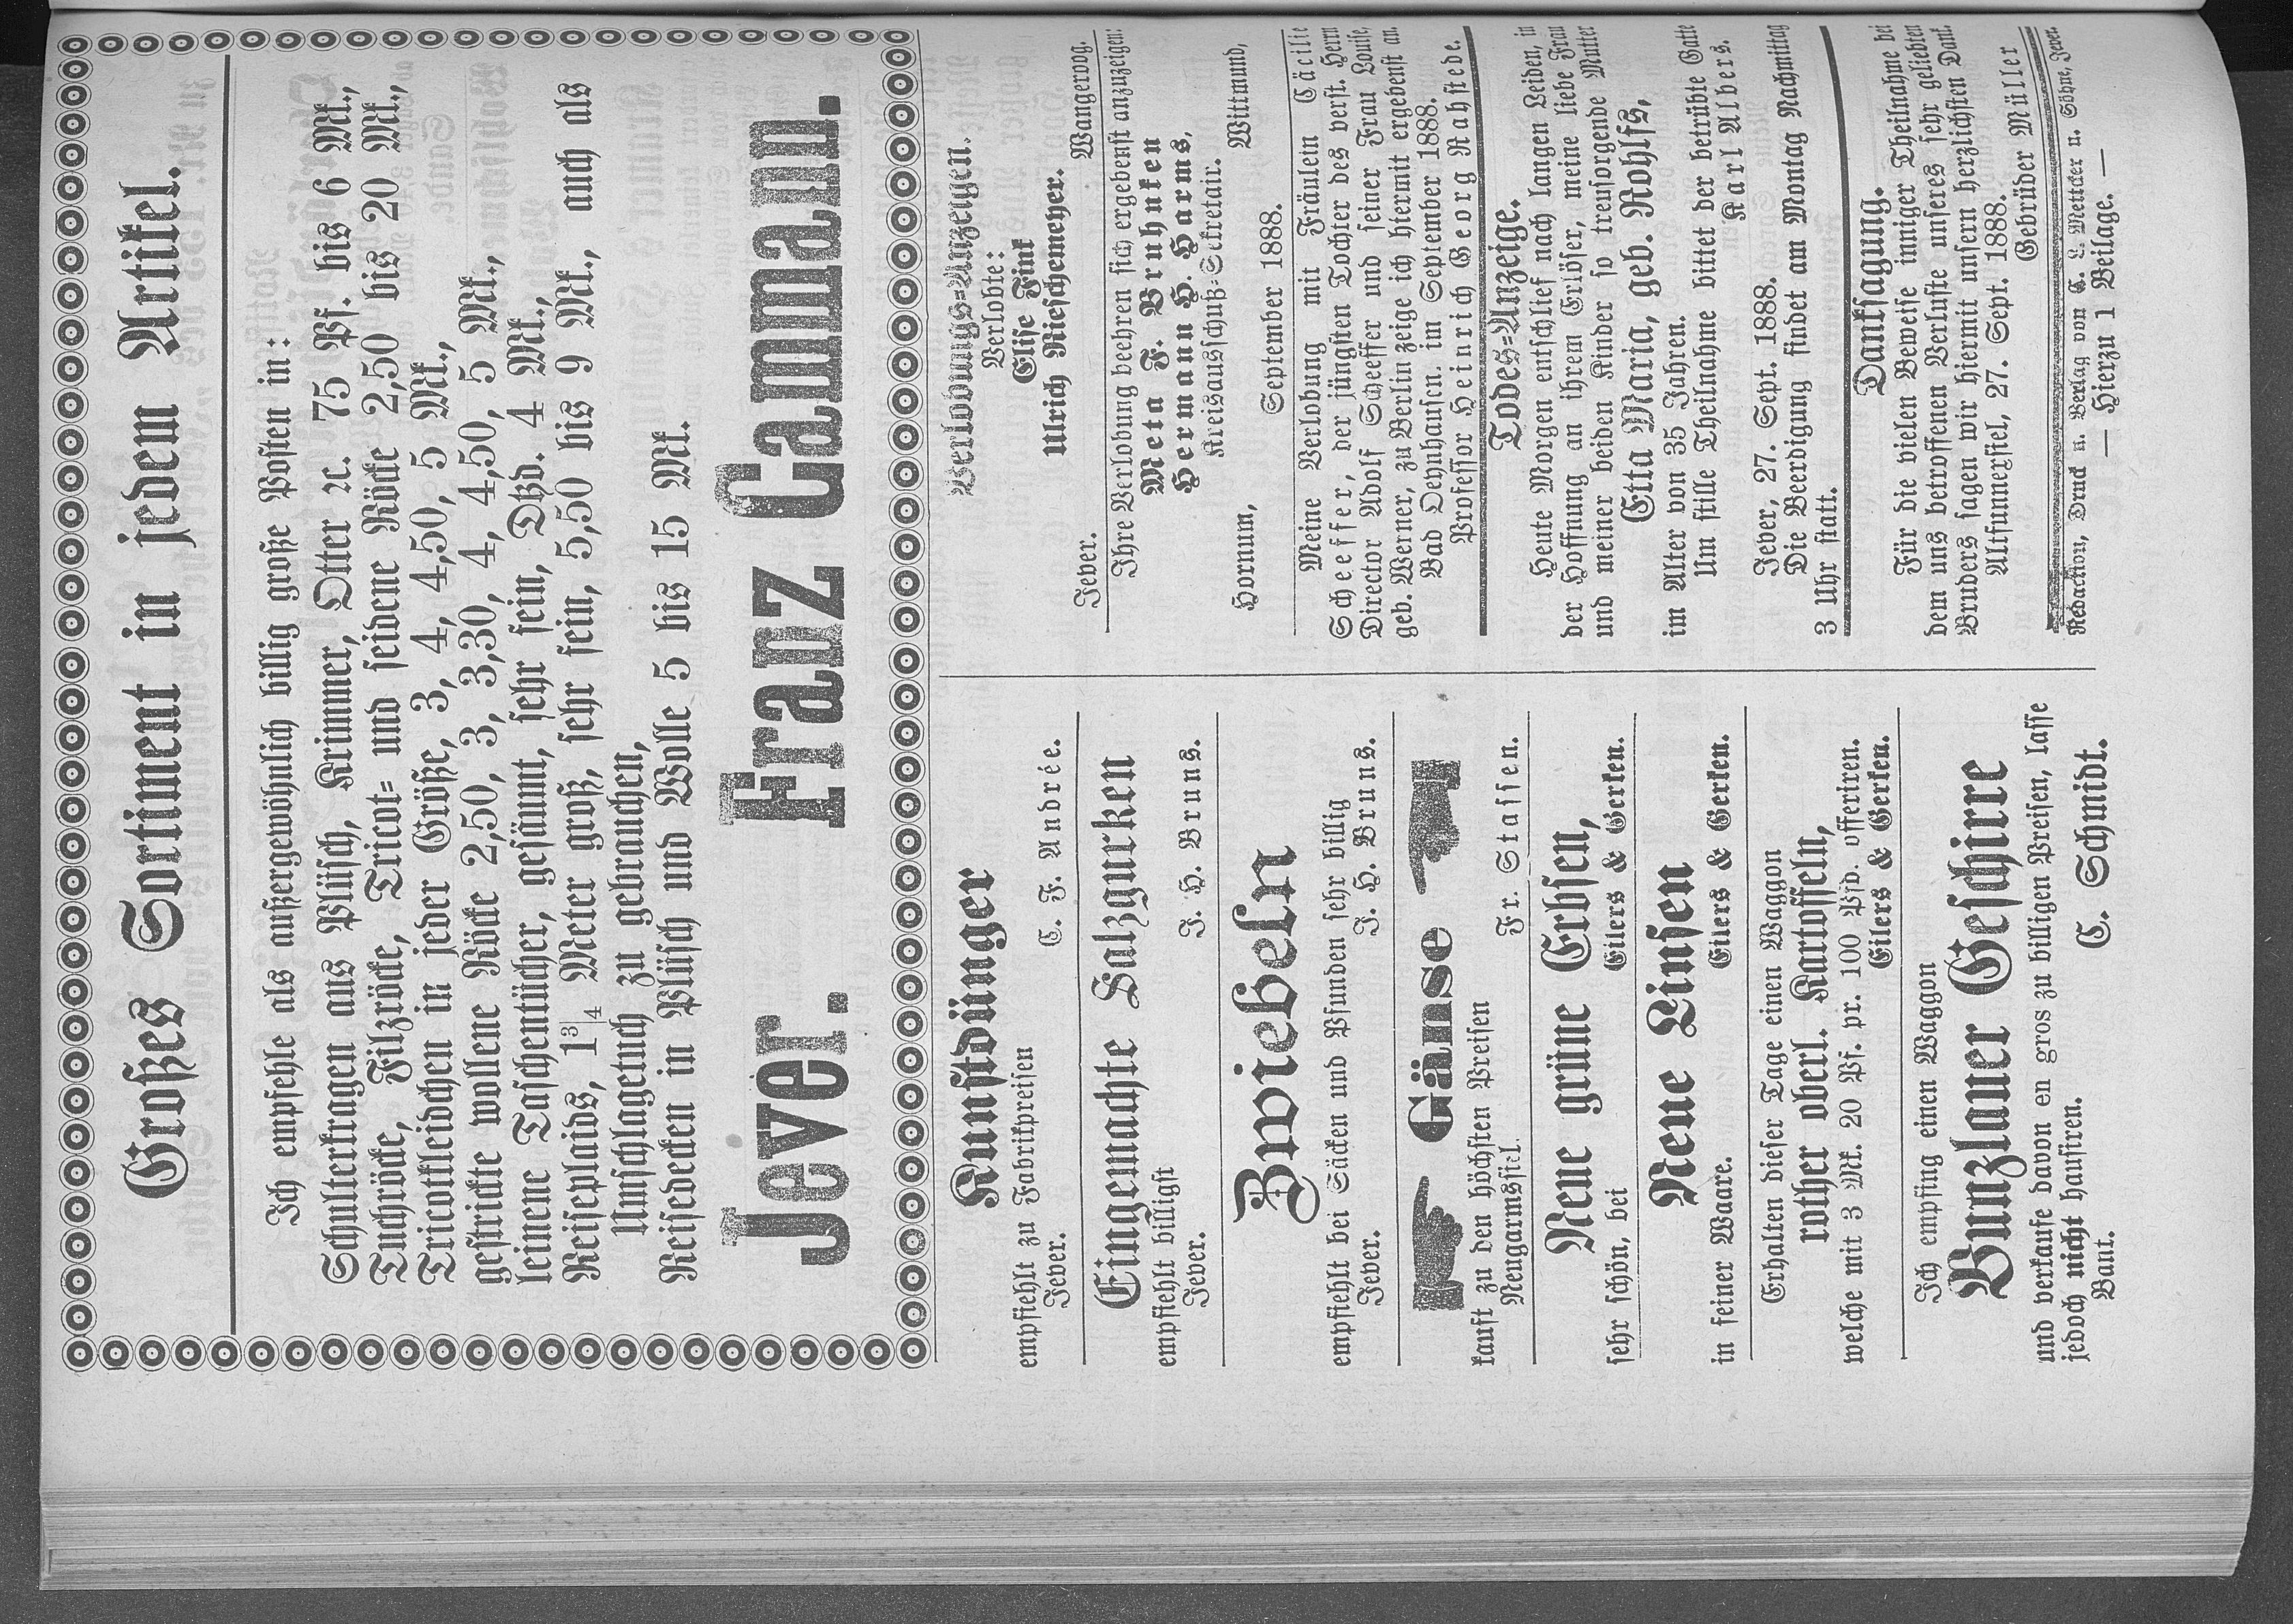 Großes Sortiment in jedem Artikel.
Ich empfehle als außergewöhnlich billig große Posten in:
Schulterkragen aus Plüsch, Krimmer, Otter ꝛc. 75 Pf. bis 6 Mk.,
Tuchröcke, Filzröcke, Tricot- und seidene Röcke 2,50 bis 20 Mk.,
Tricotkleidchen in jeder Größe, 3, 4, 4,50, 5 Mk.,
gestrickte wollene Röcke 2,50, 3, 3,30, 4, 4,50, 5 Mk.,
leinene Taschentücher, gesäumt, sehr fein, Dtzd. 4 Mk.,
Reiseplaids, 1¾ Meter groß, sehr fein, 5,50 bis 9 Mk., auch als
Umschlagetuch zu gebrauchen,
Reisedecken in Plüsch und Wolle 5 bis 15 Mk.
Jever. Franz Cammann.
Kunstdünger
empfiehlt zu Fabrikpreisen
Jever. C. F. Andrée.
Eingemachte Salzgurken
empfiehlt billigst
Jever. J. H. Bruns.
Zwiebeln
empfiehlt bei Säcken und Pfunden sehr billig
Jever. J. H. Bruns.
Gänse
kauft zu den höchsten Preisen
Neugarmssiel. Fr. Stassen.
Neue grüne Erbsen,
sehr schön, bei Eilers & Gerken.
Neue Linsen
in feiner Waare. Eilers & Gerken.
Erhalten dieser Tage einen Waggon
rother oberl. Kartoffeln,
welche mit 3 Mk. 20 Pf. pr. 100 Pfd. offeriren.
Eilers & Gerken.
Ich empfing einen Waggon
Bunzlauer Geschirre
und verkaufe davon en gros zu billigen Preisen, lasse
jedoch nicht hausiren.
Bant. C. Schmidt.
Verlobungs-Anzeigen.
Verlobte:
Elise Fink
Ulrich Rieschemeyer.
Jever. Wangeroog.
Ihre Verlobung beehren sich ergebenst anzuzeigen:
Meta F. Bruhnken
Hermann H. Harms,
Kreisausschuß-Sekretair.
Hornum, Wittmund,
September 1888.
Meine Verlobung mit Fräulein Cäcilie
Scheeffer, der jüngsten Tochter des verst. Herrn
Director Adolf Scheeffer und seiner Frau Louise,
geb. Werner, zu Berlin zeige ich hiermit ergebenst an.
Bad Oeynhausen. im September 1888.
Professor Heinrich Georg Rahstede.
Todes-Anzeige.
Heute Morgen entschlief nach langen Leiden, in
der Hoffnung an ihrem Erlöser, meine liebe Frau
und meiner beiden Kinder so treusorgende Mutter
Etta Maria, geb. Rohlfs,
im Alter von 35 Jahren.
Um stille Theilnahme bittet der betrübte Gatte
Karl Albers.
Jever, 27. Sept. 1888.
Die Beerdigung findet am Montag Nachmittag
3 Uhr statt.
Danksagung.
Für die vielen Beweise inniger Theilnahme bei
dem uns betroffenen Verluste unseres sehr geliebten
Bruders sagen wir hiermit unsern herzlichsten Dank.
Altfunnixsiel, 27. Sept. 1888.
Gebrüder Müller
Redaction, Druck u. Verlag von C. L. Mettcker u. Söhne, Jever.
— Hierzu 1 Beilage. —